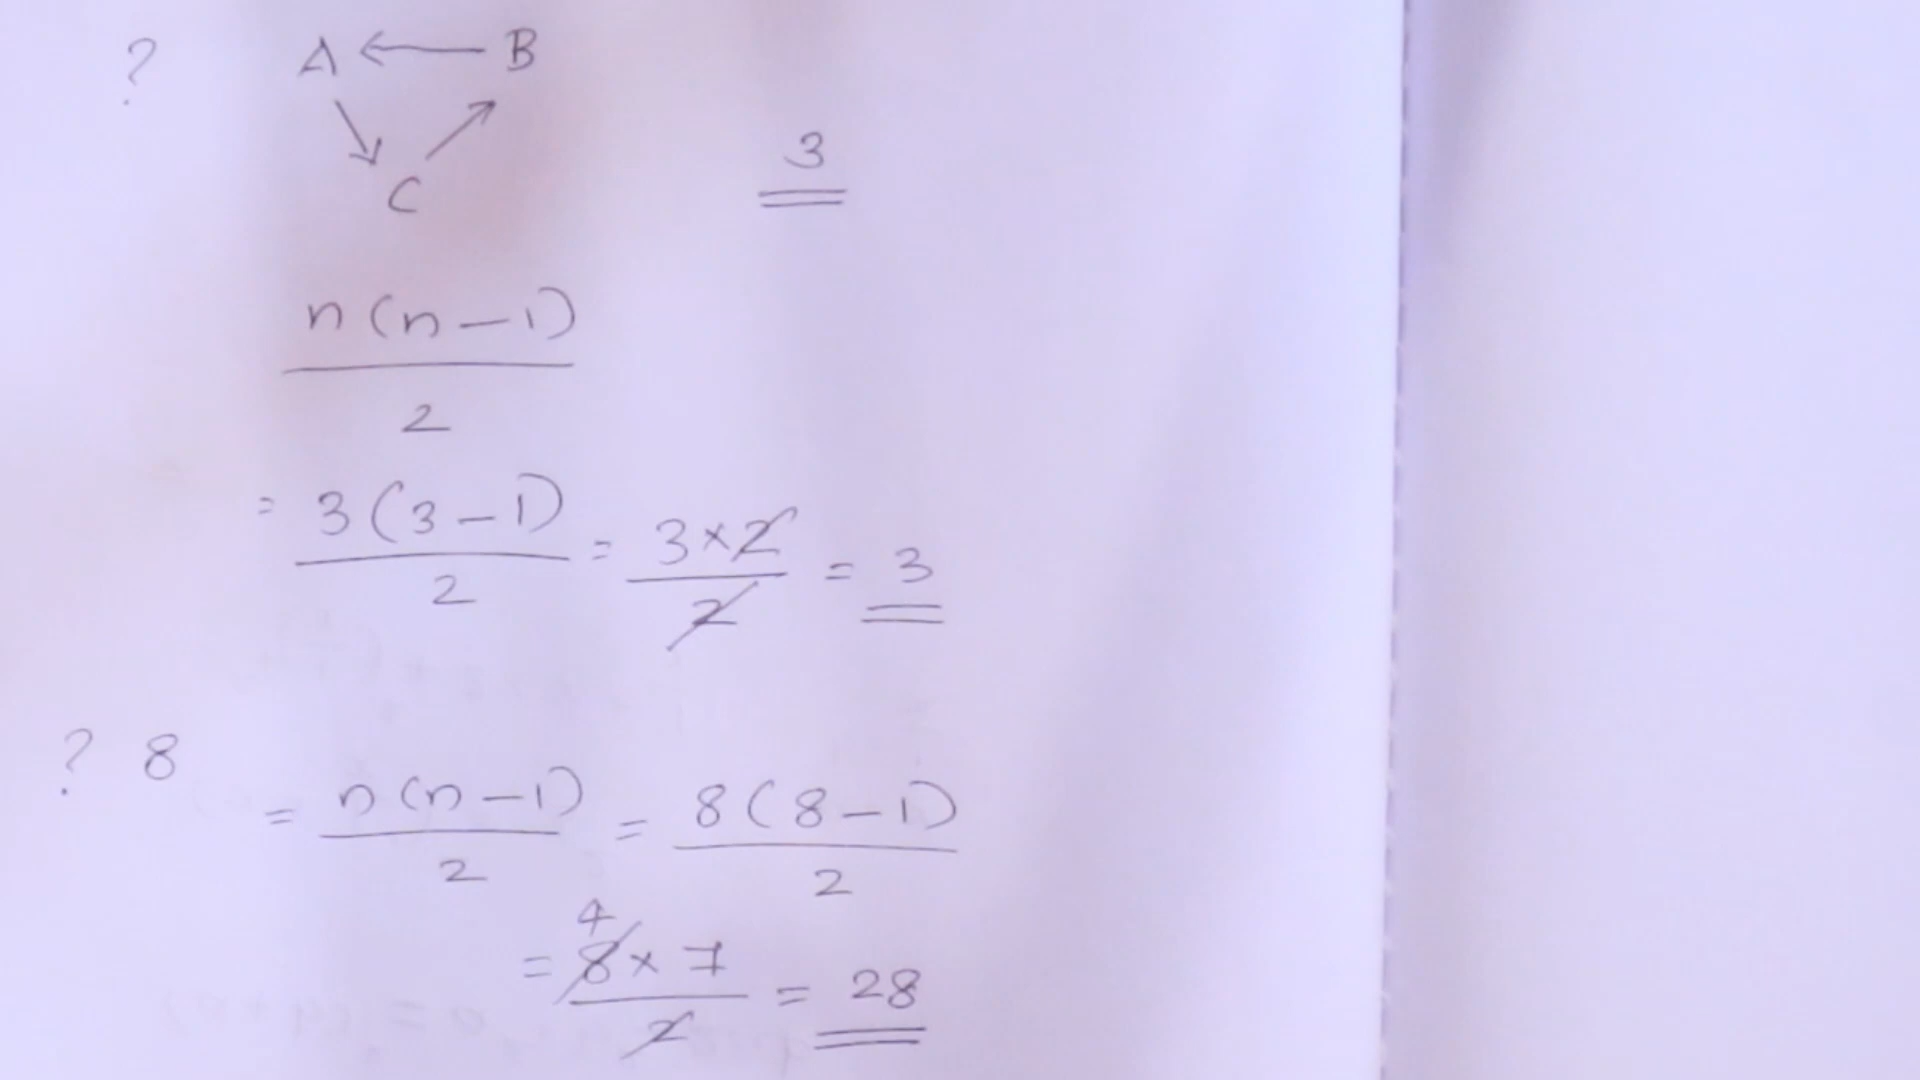 ? A ← B
↘ ↗
C
3
n(n-1)
2
= 3(3-1) = 3×2 = 3
2 2
? 8
= n(n-1) = 8(8-1)
2 2
4
= 8×7 = 28
2